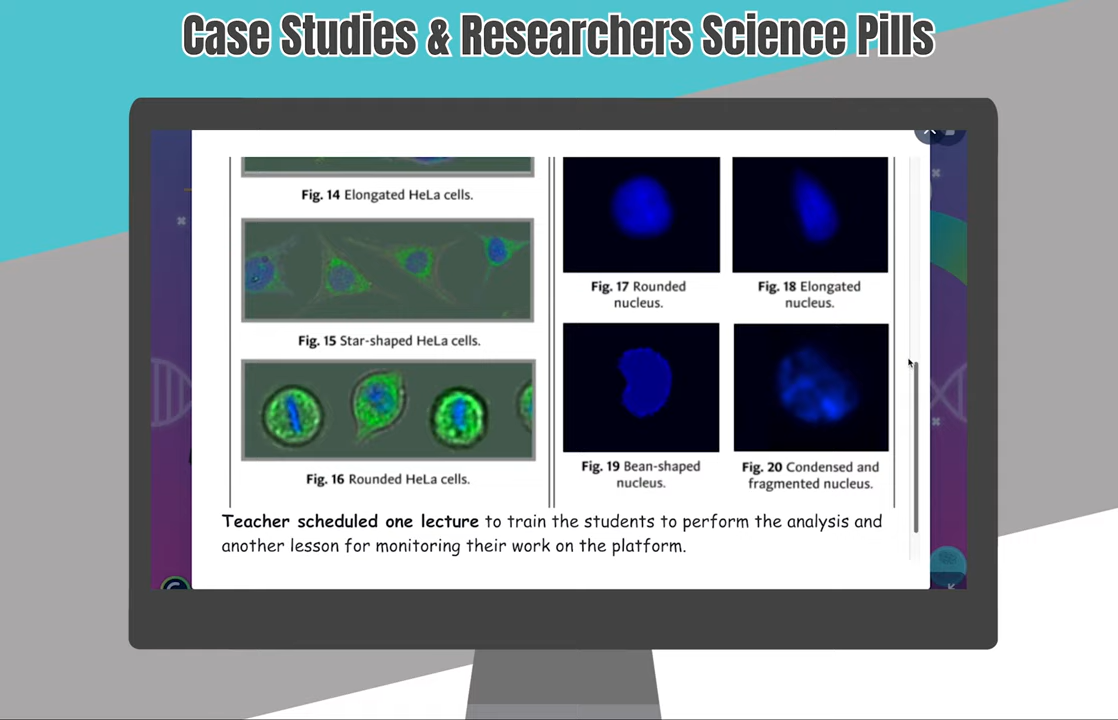 Case Studies & Researchers Science Pills
Fig. 14 Elongated HeLa cells.
Fig. 15 Star-shaped HeLa cells.
Fig. 16 Rounded HeLa cells.
Fig. 17 Rounded
nucleus.
Fig. 18 Elongated
nucleus.
Fig. 19 Bean-shaped
nucleus.
Fig. 20 Condensed and
fragmented nucleus.
Teacher scheduled one lecture to train the students to perform the analysis and
another lesson for monitoring their work on the platform.